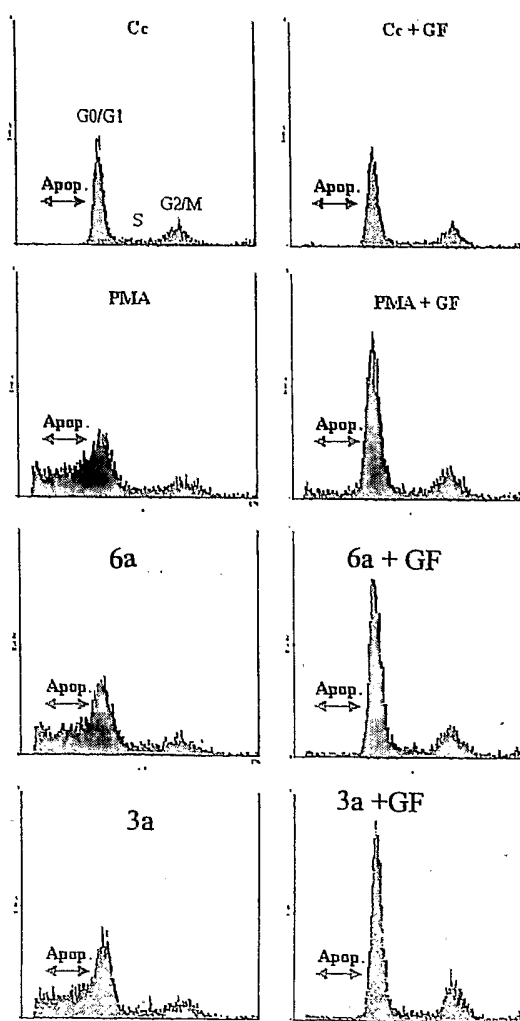 Cc
Cc + GF
G0/G1
Apop.
S
G2/M
Apop.
PMA
PMA + GF
Apop.
Apop.
6a
6a + GF
Apop.
Apop.
3a
3a +GF
Apop.
Apop.